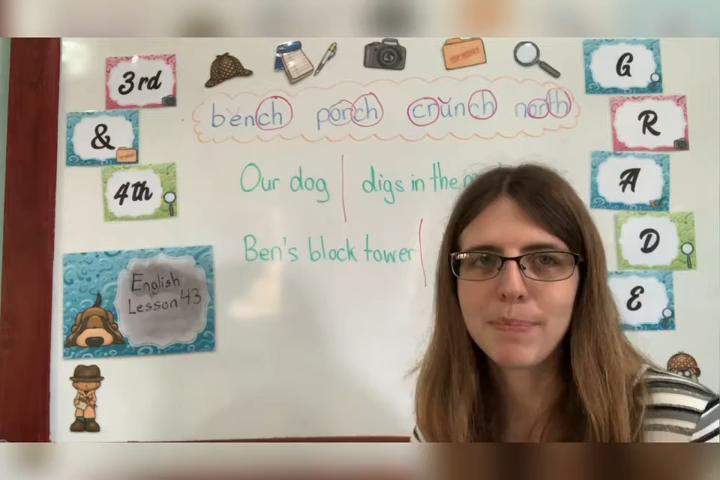 3rd
&
4th
G
R
A
D
E
bench porch crunch north
Our dog digs in the
Ben's block tower
English
Lesson 43